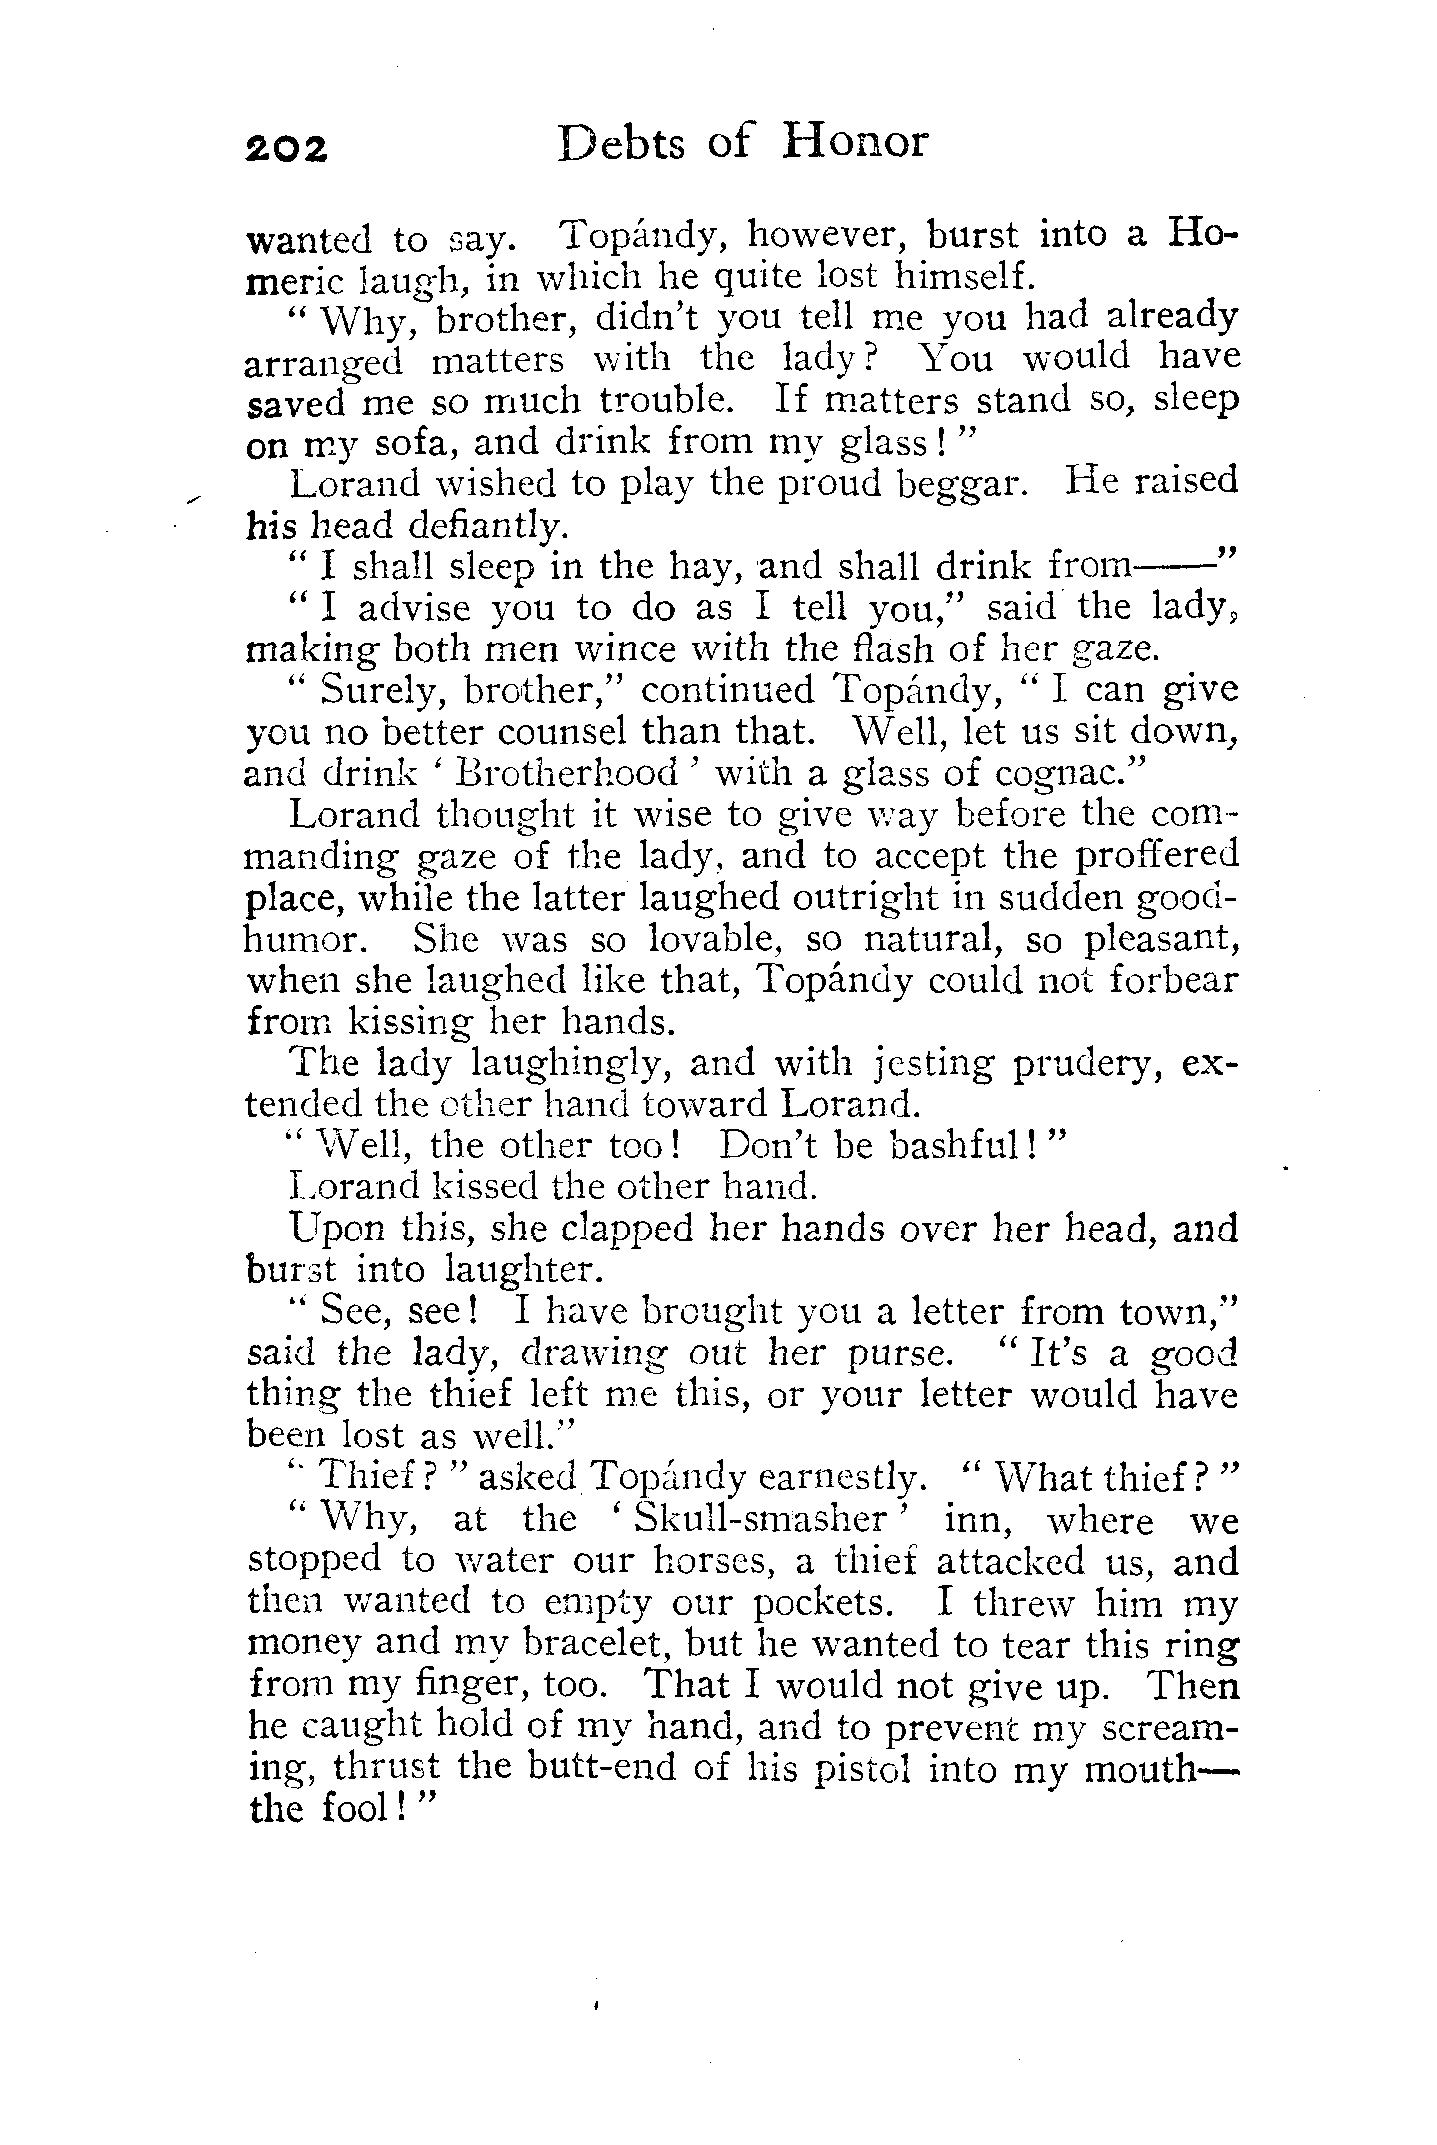 202 Debts of Honor
wanted to say. Topándy, however, burst into a Ho-
meric laugh, in which he quite lost himself.
“ Why, brother, didn’t you tell me you had already
arranged matters with the lady? You would have
saved me so much trouble. If matters stand so, sleep
on my sofa, and drink from my glass! ”
Lorand wished to play the proud beggar. He raised
his head defiantly.
“ I shall sleep in the hay, and shall drink from——”
“ I advise you to do as I tell you,” said the lady,
making both men wince with the flash of her gaze.
“ Surely, brother,” continued Topándy, “ I can give
you no better counsel than that. Well, let us sit down,
and drink ‘ Brotherhood ’ with a glass of cognac.”
Lorand thought it wise to give way before the com-
manding gaze of the lady, and to accept the proffered
place, while the latter laughed outright in sudden good-
humor. She was so lovable, so natural, so pleasant,
when she laughed like that, Topándy could not forbear
from kissing her hands.
The lady laughingly, and with jesting prudery, ex-
tended the other hand toward Lorand.
“ Well, the other too! Don’t be bashful! ”
Lorand kissed the other hand.
Upon this, she clapped her hands over her head, and
burst into laughter.
“ See, see! I have brought you a letter from town,”
said the lady, drawing out her purse. “ It’s a good
thing the thief left me this, or your letter would have
been lost as well.”
“ Thief? ” asked Topándy earnestly. “ What thief? ”
“ Why, at the ‘ Skull-smasher ’ inn, where we
stopped to water our horses, a thief attacked us, and
then wanted to empty our pockets. I threw him my
money and my bracelet, but he wanted to tear this ring
from my finger, too. That I would not give up. Then
he caught hold of my hand, and to prevent my scream-
ing, thrust the butt-end of his pistol into my mouth—
the fool! ”